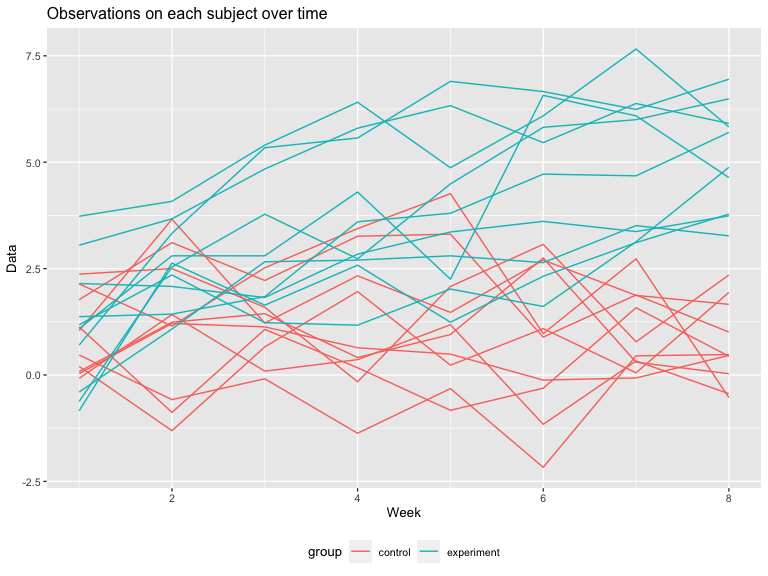 Observations on each subject over time
7.5
5.0
2.5
0.0
-2.5
Data
2 4 6 8
Week
group control experiment